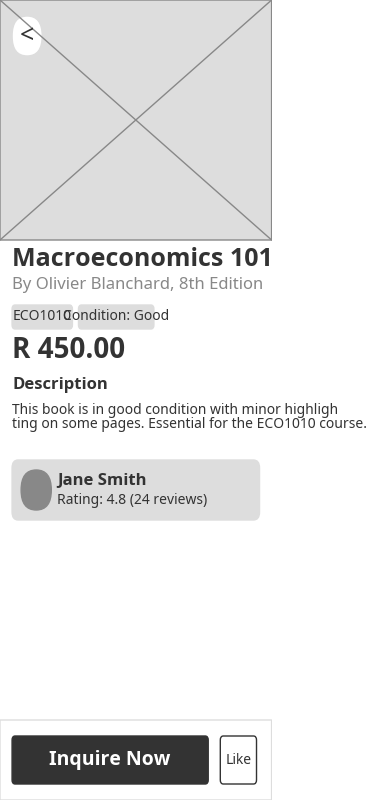 <
Macroeconomics 101
By Olivier Blanchard, 8th Edition
ECO1010 Condition: Good
R 450.00
Description
This book is in good condition with minor highligh
ting on some pages. Essential for the ECO1010 course.
Jane Smith
Rating: 4.8 (24 reviews)
Inquire Now Like